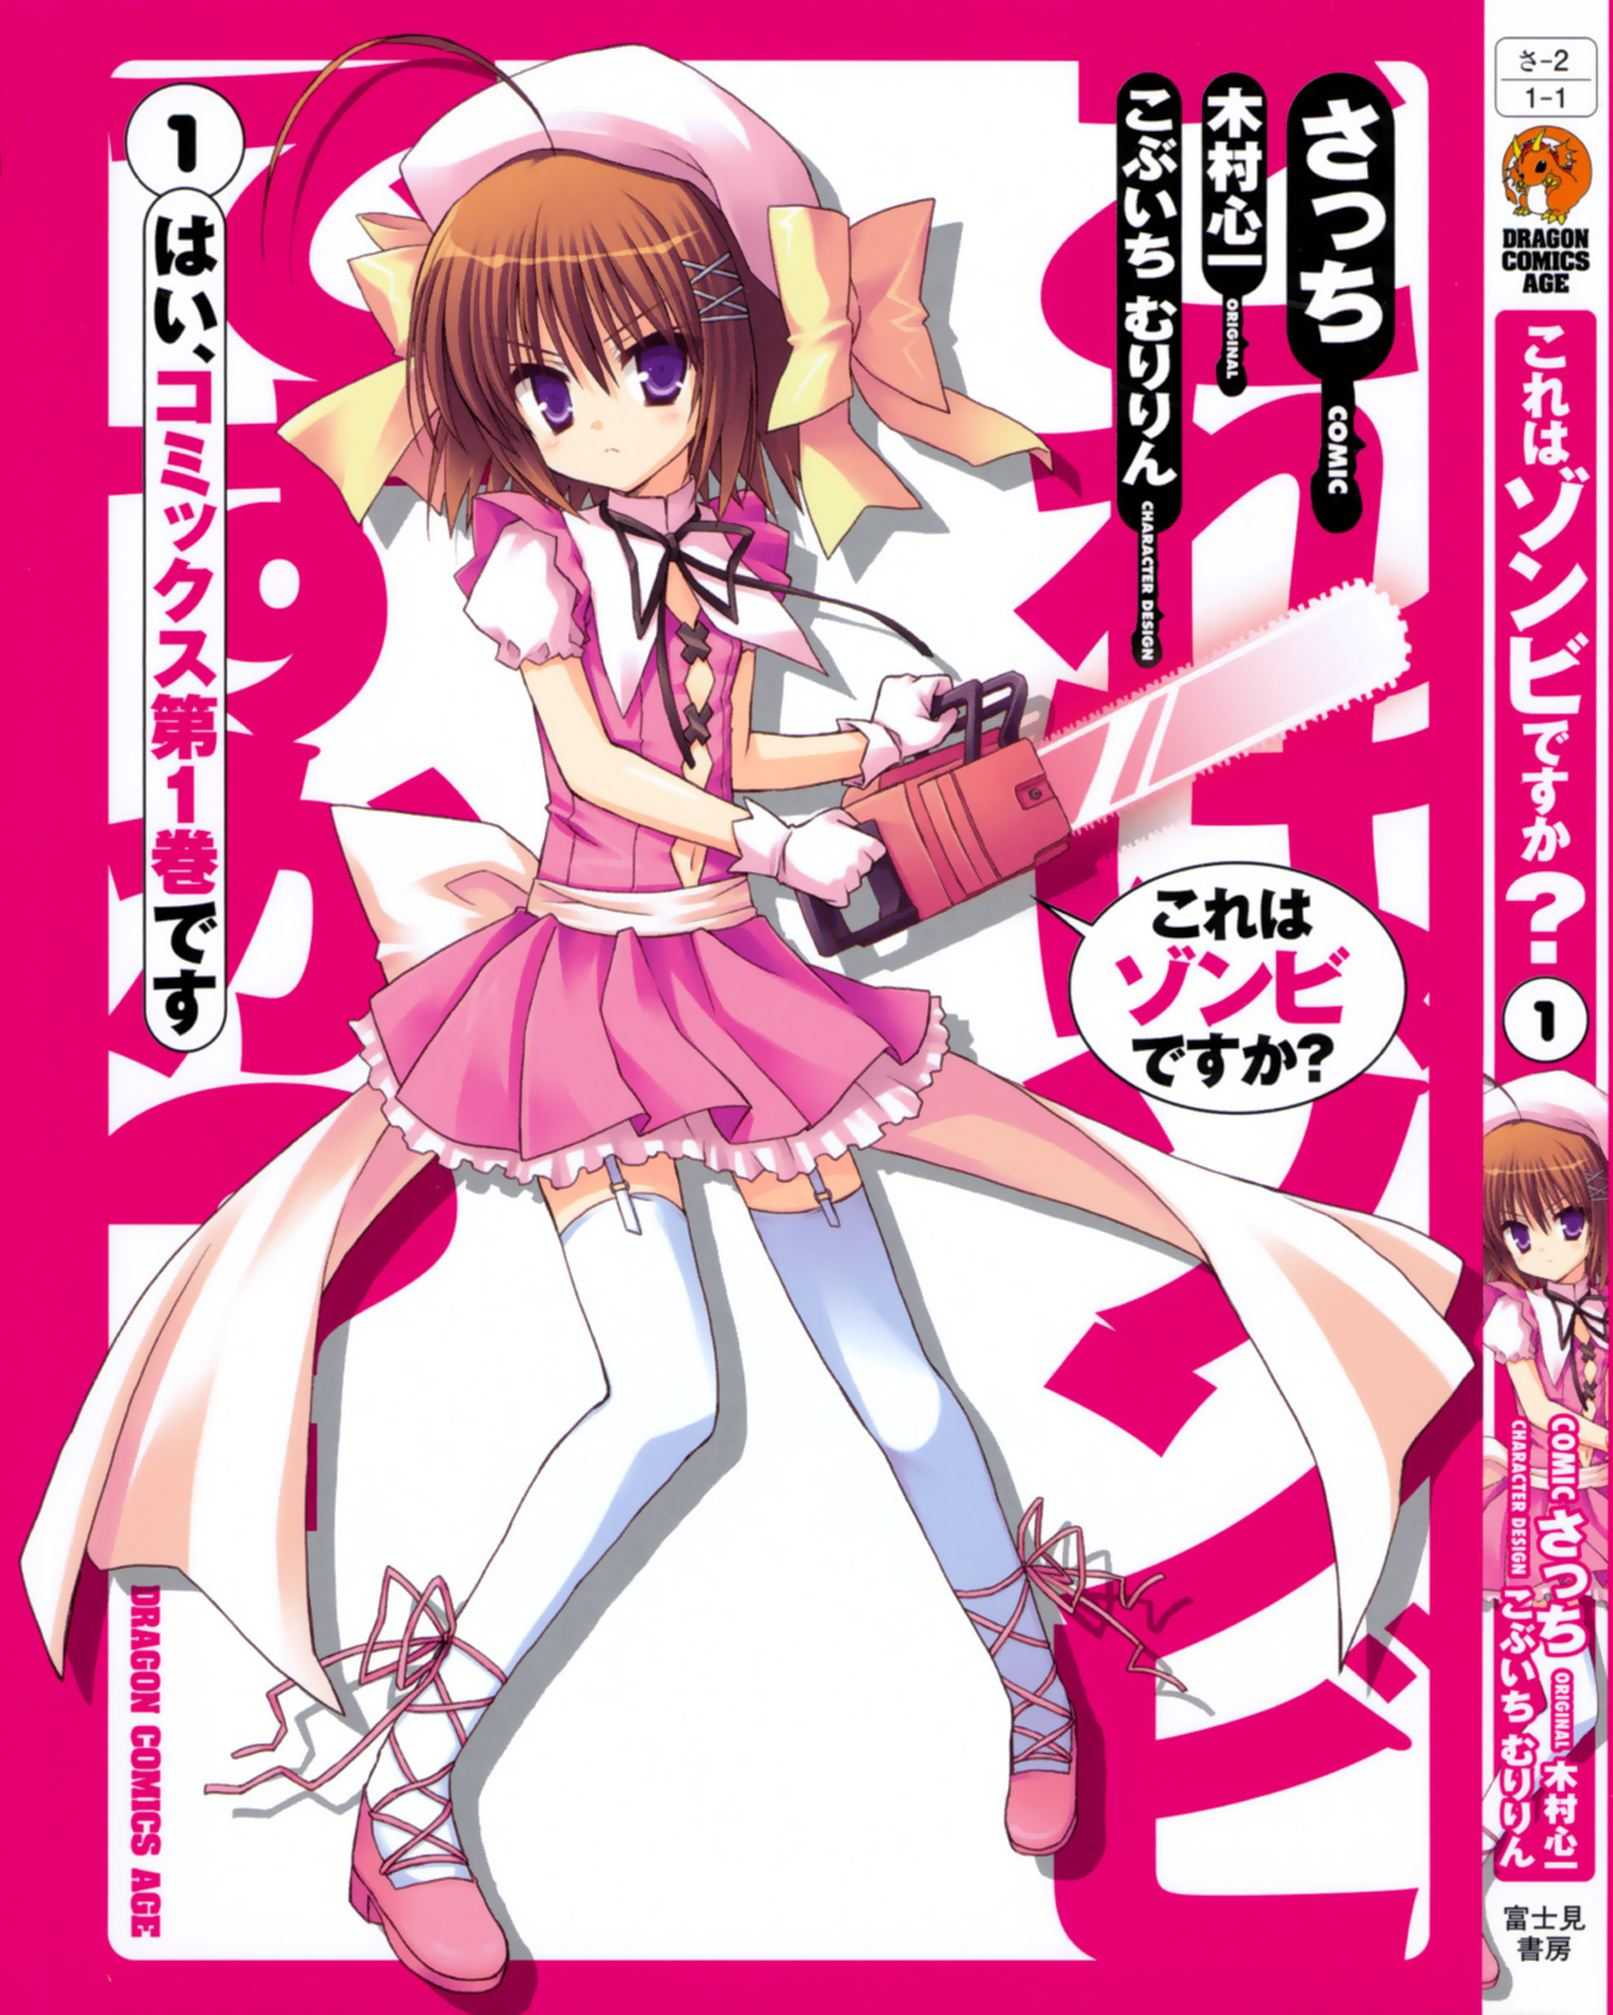 さっち
COMIC
木村心一
ORIGINAL
こぶいち むりりん
CHARACTER DESIGN
1
はい、コミックス第1巻です
これは
ゾンビ
ですか?
DRAGON COMICS AGE
さ-2
1-1
DRAGON
COMICS
AGE
これはゾンビですか?
1
COMIC さっち ORIGINAL 木村心一
CHARACTER DESIGN こぶいち むりりん
富士見
書房